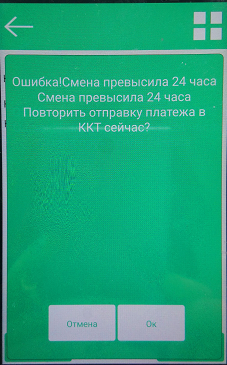 Ошибка!Смена превысила 24 часа
Смена превысила 24 часа
Повторить отправку платежа в
ККТ сейчас?
Отмена
Ок